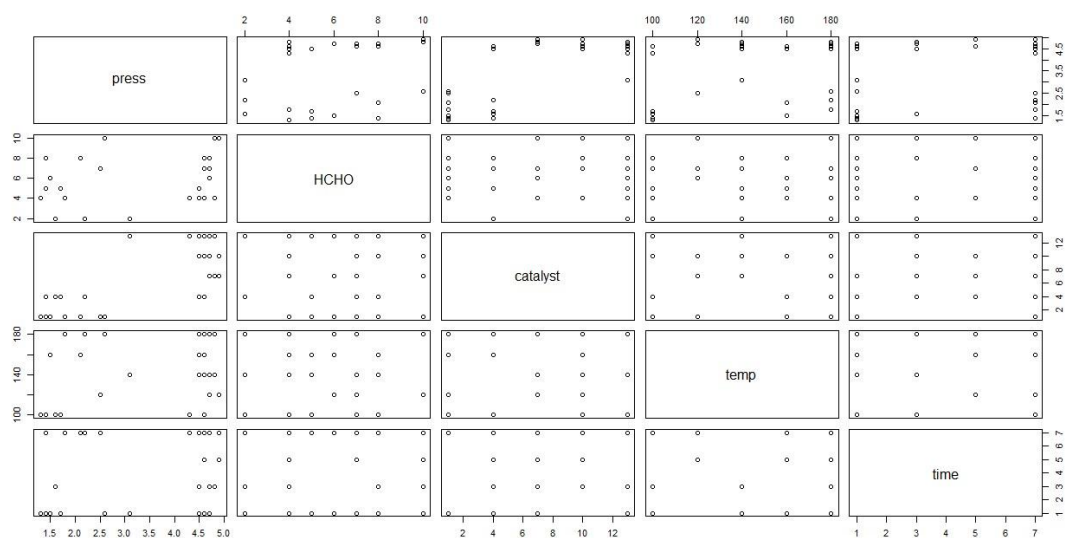 2 4 6 8 10 100 120 140 160 180
press 1.5 2.5 3.5 4.5
2 4 6 8 10 HCHO
catalyst 2 4 6 8 12
100 140 180 temp
time 1 2 3 4 5 6 7
1.5 2.0 2.5 3.0 3.5 4.0 4.5 5.0 2 4 6 8 10 12 1 2 3 4 5 6 7